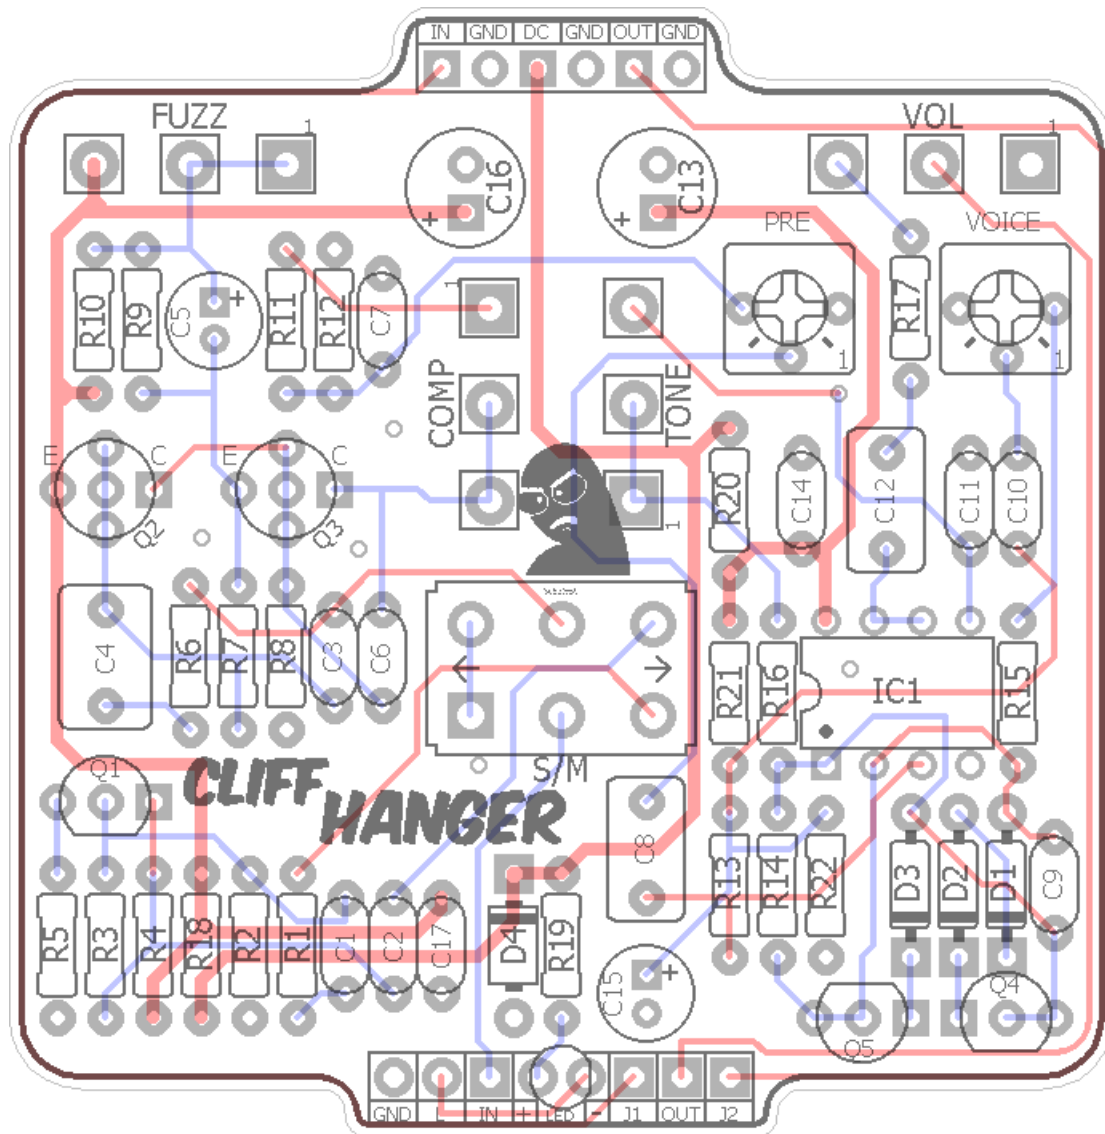 IN GND DC GND OUT GND
FUZZ
1
VOL
1
C16
C13
PRE
VOICE
1
1
1
1
R10
R9
C5
R11
R12
C7
R17
COMP
TONE
E
C
E
C
Q2
Q3
R20
C14
C12
C11
C10
C4
R6
R7
R8
C3
C6
R21
R16
IC1
R15
S/M
Q1
CLIFF
HANGER
C8
R13
R14
R22
D3
D2
D1
C9
R5
R3
R4
R18
R2
R1
C1
C2
C17
D4
R19
C15
Q5
Q4
GND L IN + LED - J1 OUT J2